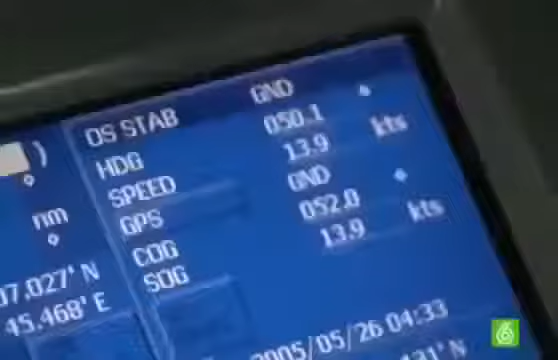 OS STAB GND
HDG 050.1 °
SPEED 13.9 kts
GPS GND
COG 052.0 °
SOG 13.9 kts
)
°
nm
°
07.027' N
45.468' E
2005/05/26 04:33
' N
6